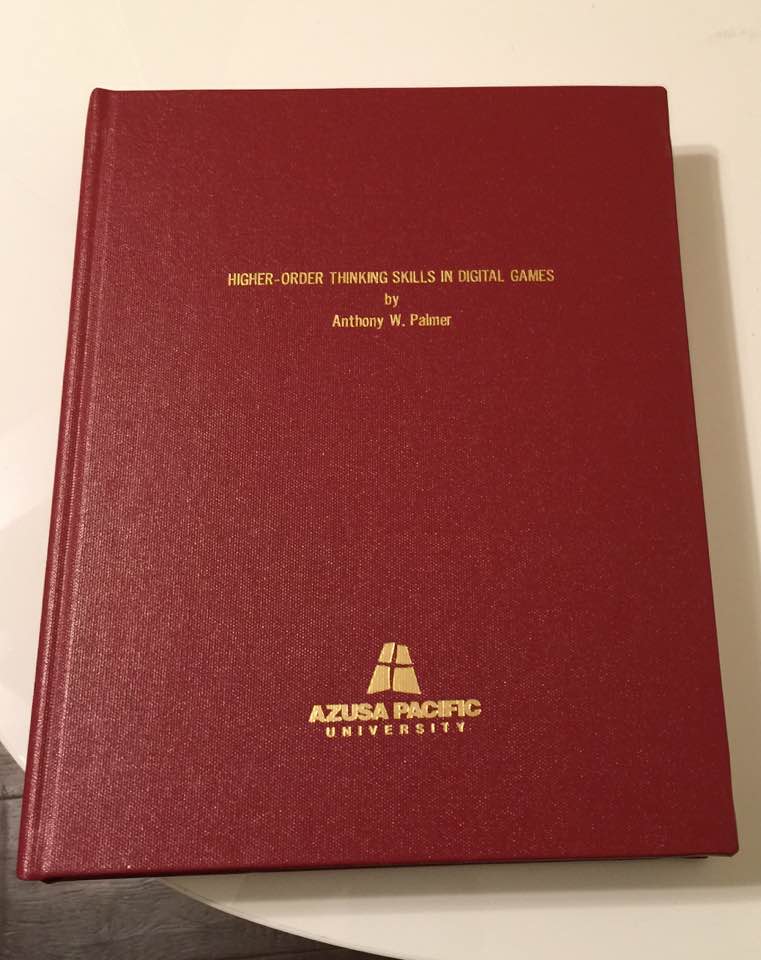 HIGHER-ORDER THINKING SKILLS IN DIGITAL GAMES
by
Anthony W. Palmer
AZUSA PACIFIC
UNIVERSITY